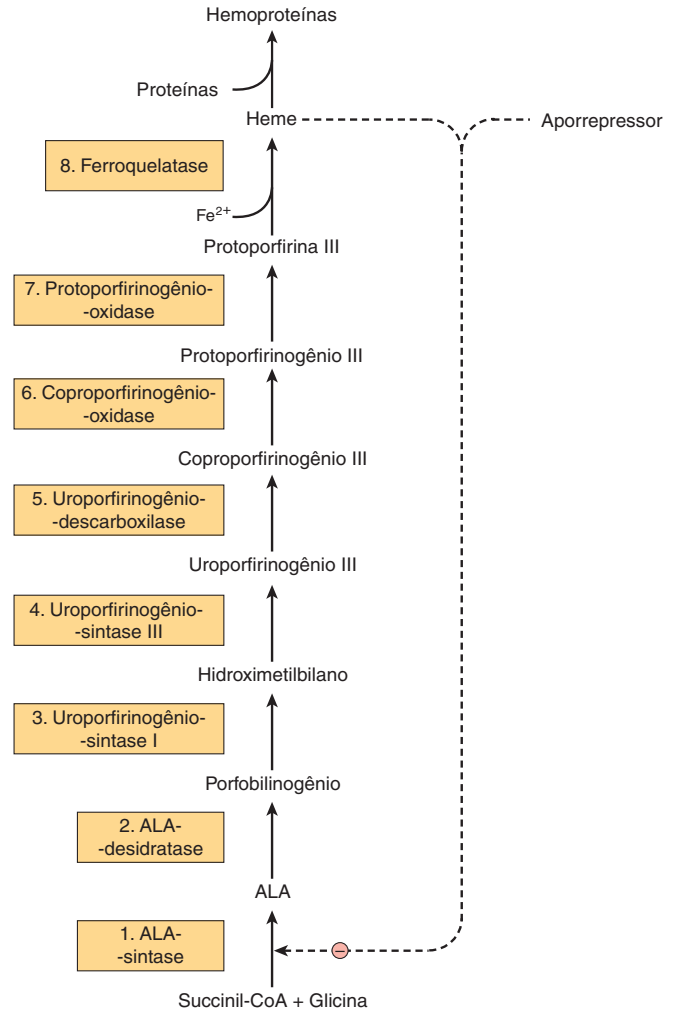 Hemoproteínas
Proteínas
Heme
Aporrepressor
8. Ferroquelatase
Fe2+
Protoporfirina III
7. Protoporfirinogênio-
-oxidase
Protoporfirinogênio III
6. Coproporfirinogênio-
-oxidase
Coproporfirinogênio III
5. Uroporfirinogênio-
-descarboxilase
Uroporfirinogênio III
4. Uroporfirinogênio-
-sintase III
Hidroximetilbilano
3. Uroporfirinogênio-
-sintase I
Porfobilinogênio
2. ALA-
-desidratase
ALA
1. ALA-
-sintase
−
Succinil-CoA + Glicina